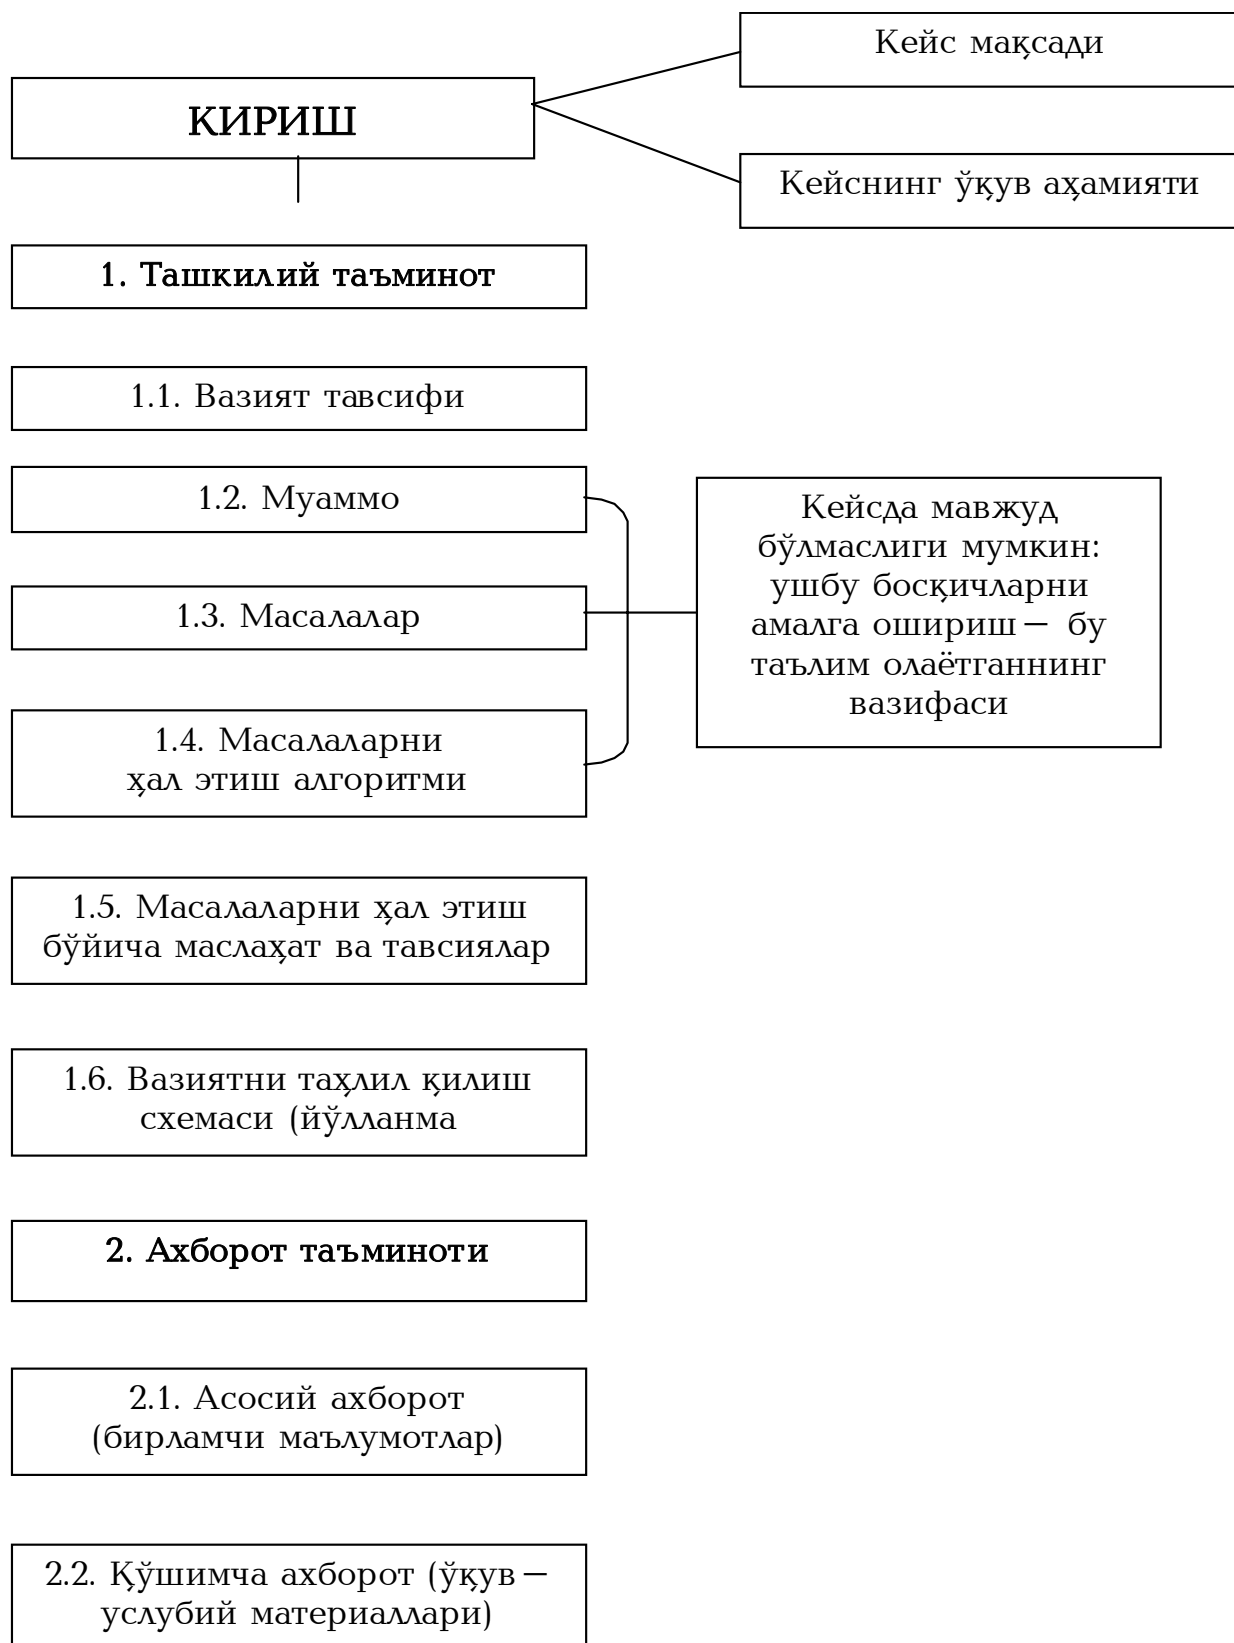 Кейс мақсади
КИРИШ
Кейснинг ўқув аҳамияти
1. Ташкилий таъминот
1.1. Вазият тавсифи
1.2. Муаммо
1.3. Масалалар
1.4. Масалаларни
ҳал этиш алгоритми
Кейсда мавжуд
бўлмаслиги мумкин:
ушбу босқичларни
амалга ошириш — бу
таълим олаётганнинг
вазифаси
1.5. Масалаларни ҳал этиш
бўйича маслаҳат ва тавсиялар
1.6. Вазиятни таҳлил қилиш
схемаси (йўлланма
2. Ахборот таъминоти
2.1. Асосий ахборот
(бирламчи маълумотлар)
2.2. Қўшимча ахборот (ўқув —
услубий материаллари)